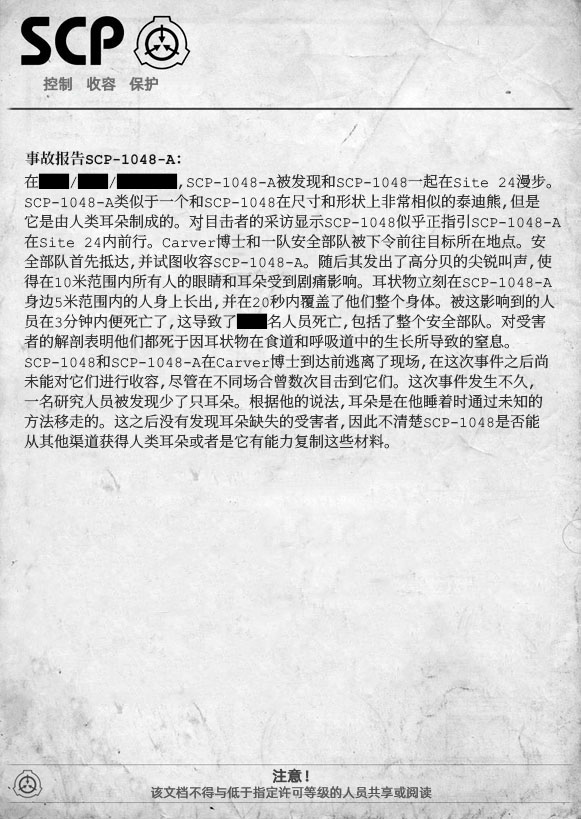 SCP
控制 收容 保护
事故报告SCP-1048-A:
在███/███/██████,SCP-1048-A被发现和SCP-1048一起在Site 24漫步。
SCP-1048-A类似于一个和SCP-1048在尺寸和形状上非常相似的泰迪熊,但是
它是由人类耳朵制成的。对目击者的采访显示SCP-1048似乎正指引SCP-1048-A
在Site 24内前行。Carver博士和一队安全部队被下令前往目标所在地点。安
全部队首先抵达,并试图收容SCP-1048-A。随后其发出了高分贝的尖锐叫声,使
得在10米范围内所有人的眼睛和耳朵受到剧痛影响。耳状物立刻在SCP-1048-A
身边5米范围内的人身上长出,并在20秒内覆盖了他们整个身体。被这影响到的人
员在3分钟内便死亡了,这导致了███名人员死亡,包括了整个安全部队。对受害
者的解剖表明他们都死于因耳状物在食道和呼吸道中的生长所导致的窒息。
SCP-1048和SCP-1048-A在Carver博士到达前逃离了现场,在这次事件之后尚
未能对它们进行收容,尽管在不同场合曾数次目击到它们。这次事件发生不久,
一名研究人员被发现少了只耳朵。根据他的说法,耳朵是在他睡着时通过未知的
方法移走的。这之后没有发现耳朵缺失的受害者,因此不清楚SCP-1048是否能
从其他渠道获得人类耳朵或者是它有能力复制这些材料。
注意!
该文档不得与低于指定许可等级的人员共享或阅读